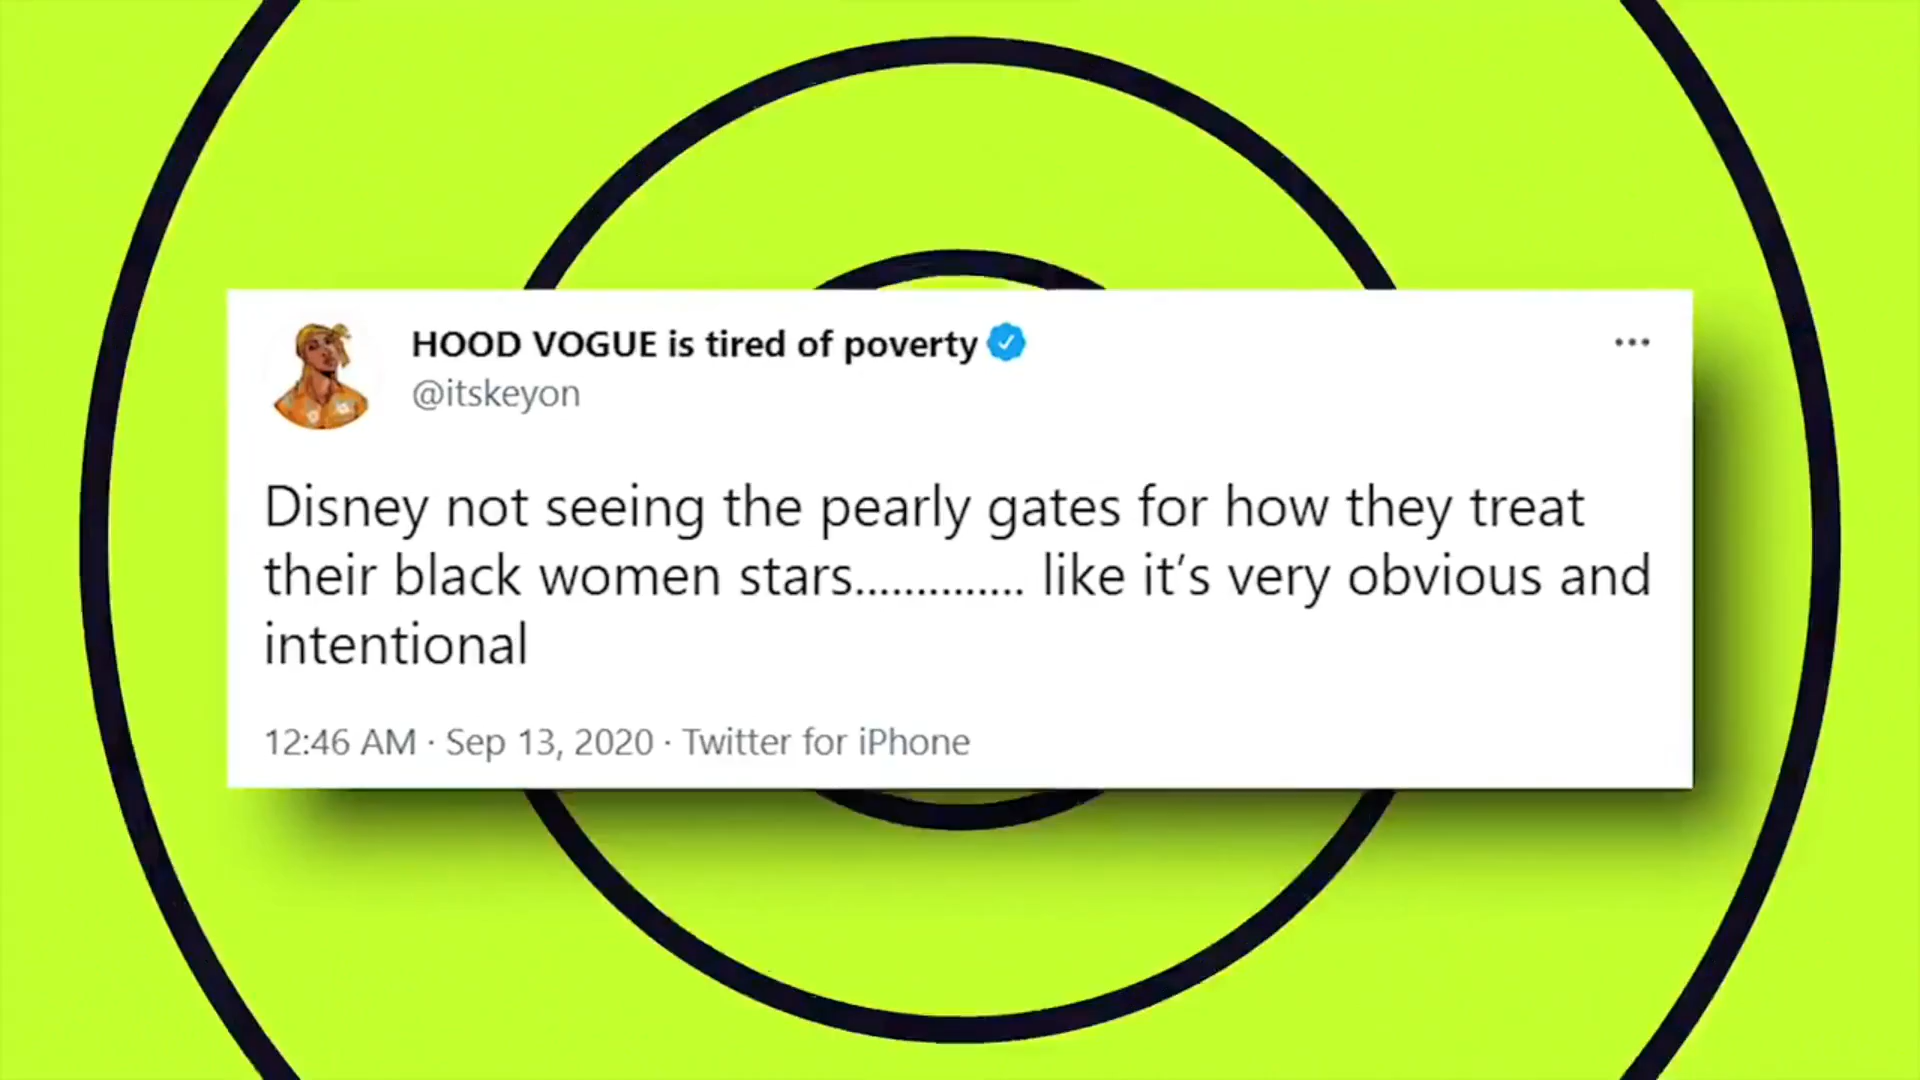 HOOD VOGUE is tired of poverty
@itskeyon
Disney not seeing the pearly gates for how they treat
their black women stars.............. like it’s very obvious and
intentional
12:46 AM · Sep 13, 2020 · Twitter for iPhone